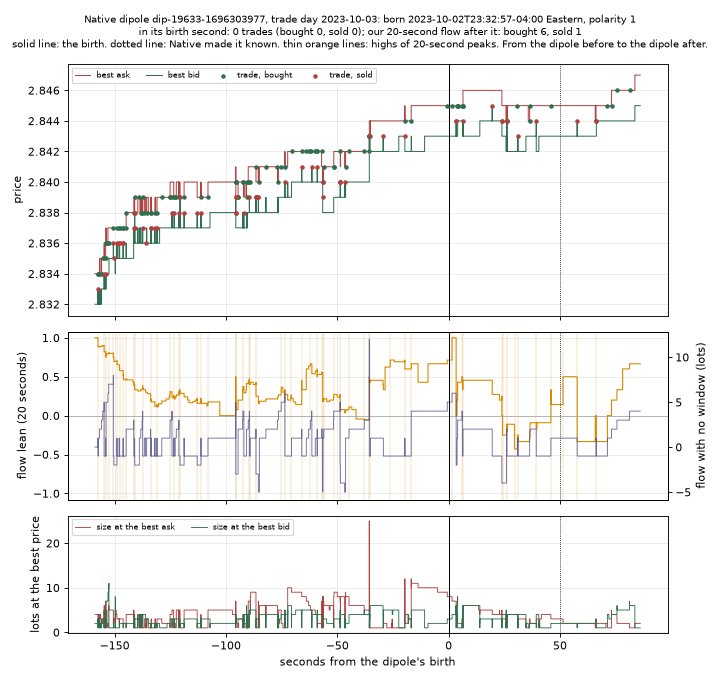 Native dipole dip-19633-1696303977, trade day 2023-10-03: born 2023-10-02T23:32:57-04:00 Eastern, polarity 1
in its birth second: 0 trades (bought 0, sold 0); our 20-second flow after it: bought 6, sold 1
solid line: the birth. dotted line: Native made it known. thin orange lines: highs of 20-second peaks. From the dipole before to the dipole after.
best ask best bid trade, bought trade, sold
2.846
2.844
2.842
2.840
2.838
2.836
2.834
2.832
price
1.0
0.5
0.0
−0.5
−1.0
flow lean (20 seconds)
10
5
0
−5
flow with no window (lots)
size at the best ask size at the best bid
20
10
0
lots at the best price
−150 −100 −50 0 50
seconds from the dipole's birth